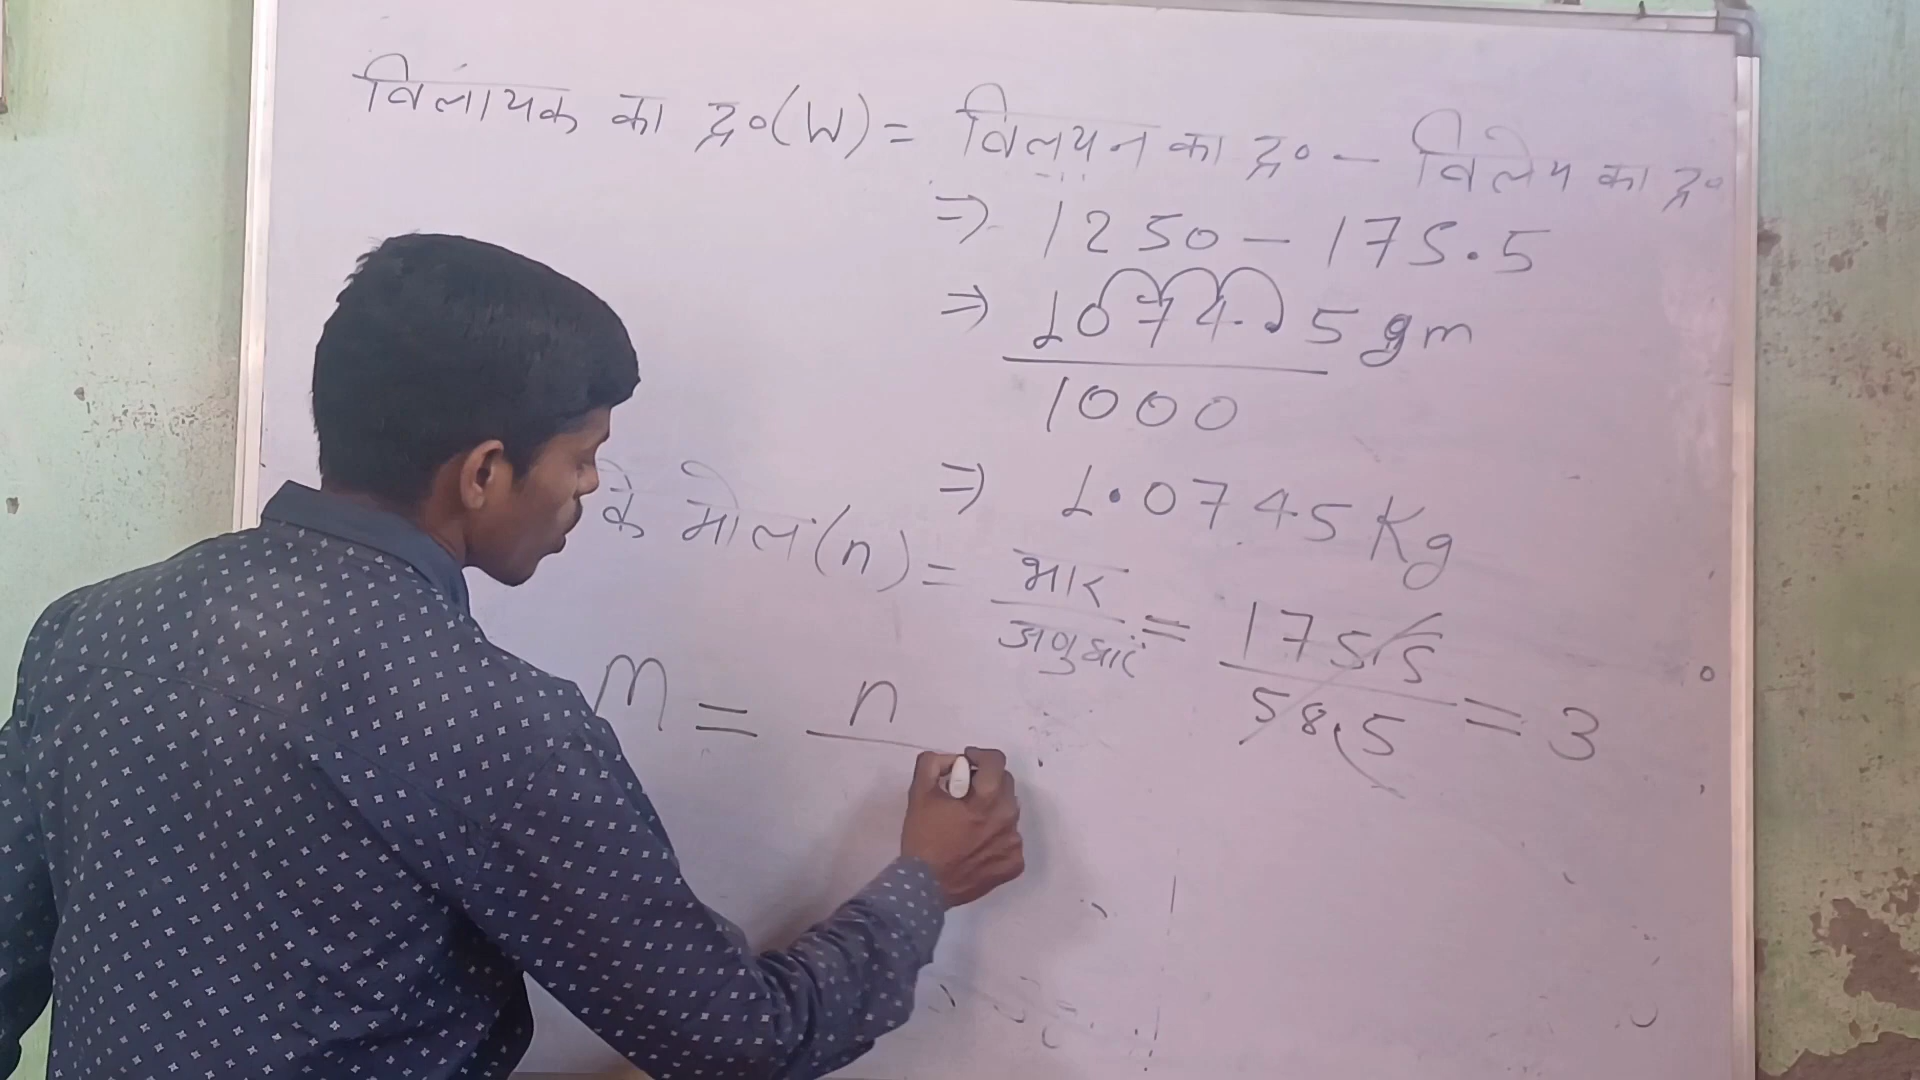 विलायक का द्र०(W) = विलयन का द्र० - विलेय का द्र०
⇒ 1250 - 175.5
⇒ 1074.5 gm
1000
⇒ 1.0745 Kg
के मोल (n) = भार / अणुभार = 175.5 / 58.5 = 3
m = n